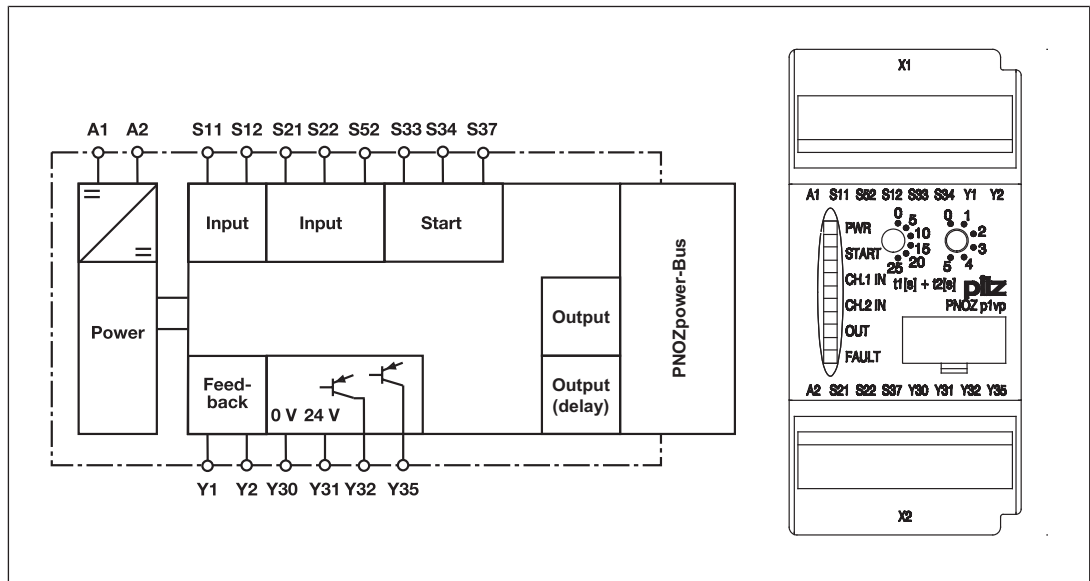 A1 A2 S11 S12 S21 S22 S52 S33 S34 S37
=
=
Input Input Start
Power
Output
Output
(delay)
PNOZpower-Bus
Feed-
back
0 V 24 V
Y1 Y2 Y30 Y31 Y32 Y35
X1
A1 S11 S52 S12 S33 S34 Y1 Y2
PWR
START
CH.1 IN
CH.2 IN
OUT
FAULT
0 5 10 15 20 25
0 1 2 3 4 5
t1[s] + t2[s]
pilz
PNOZ p1vp
A2 S21 S22 S37 Y30 Y31 Y32 Y35
X2